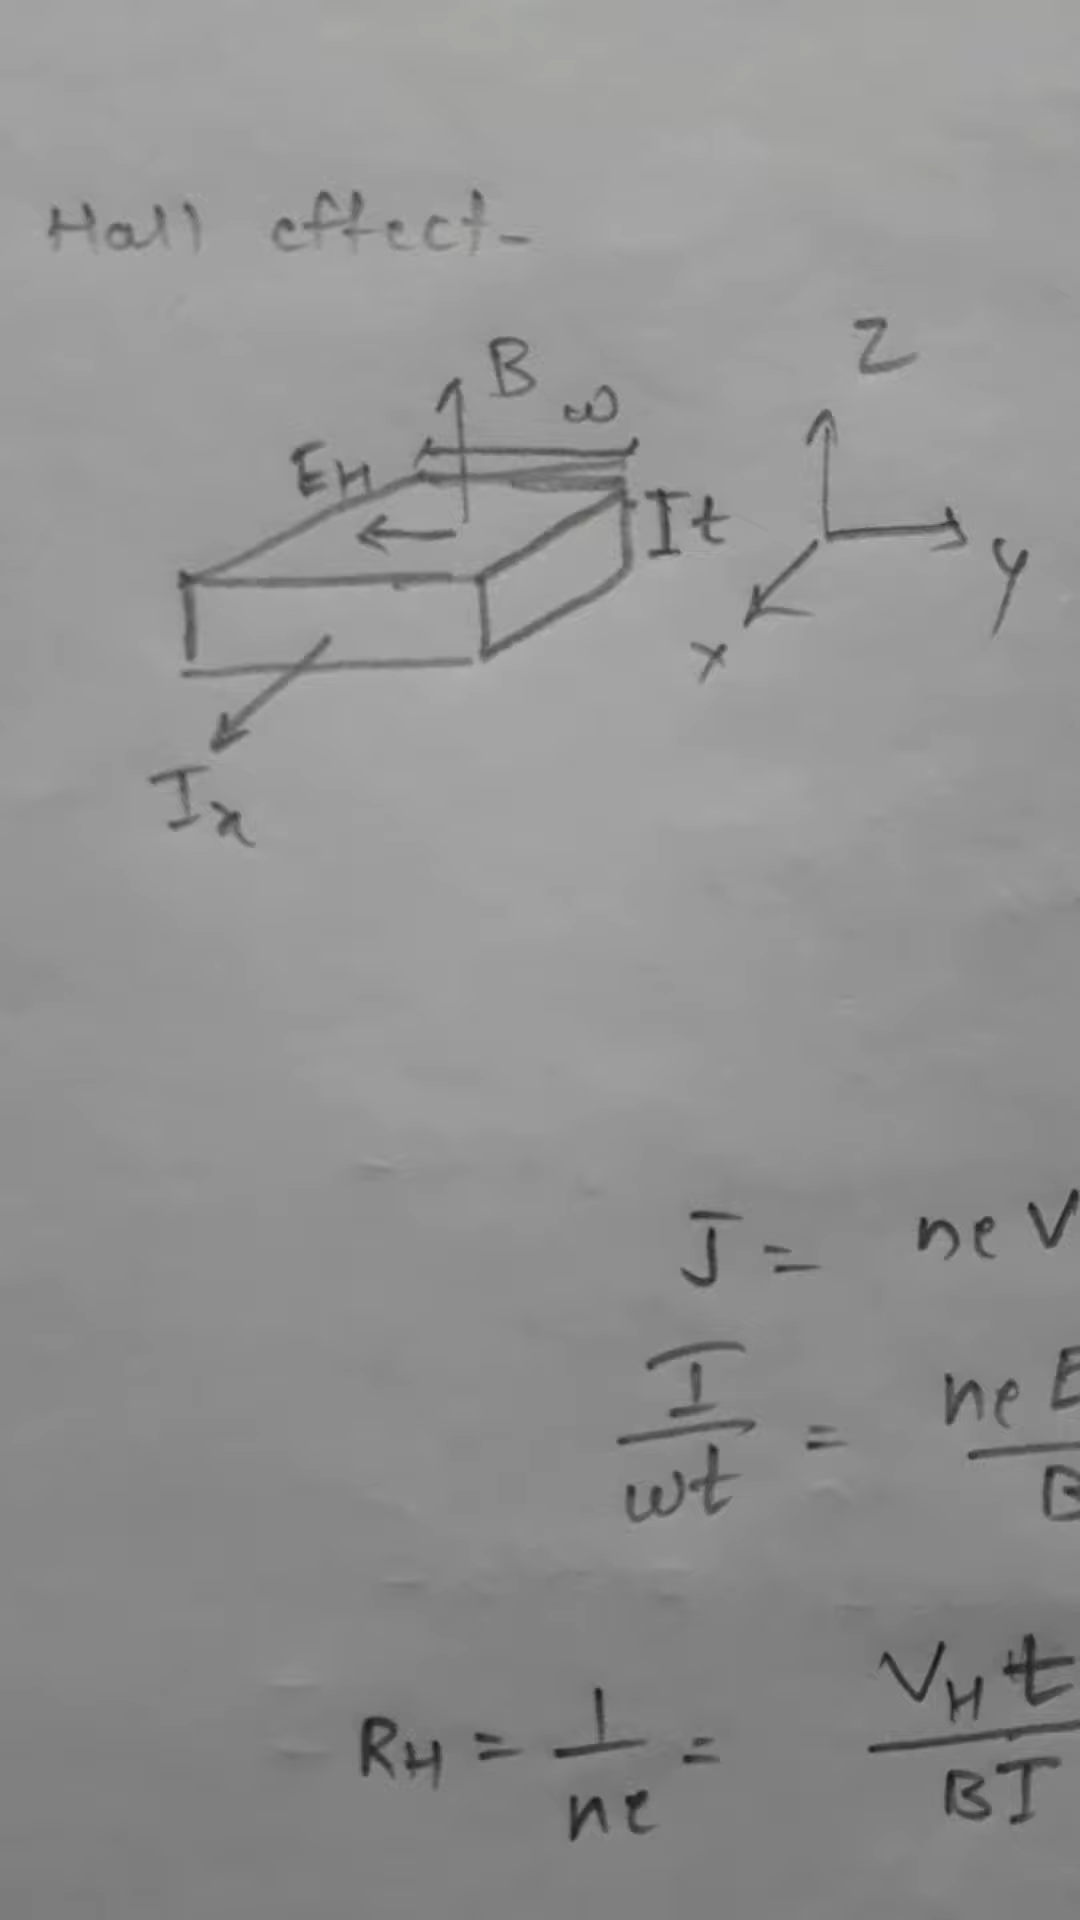 Hall effect-
B
ω
Z
EH
It
y
x
Ix
J = ne V
I/wt = ne E/B
RH = 1/ne = VH t/BI